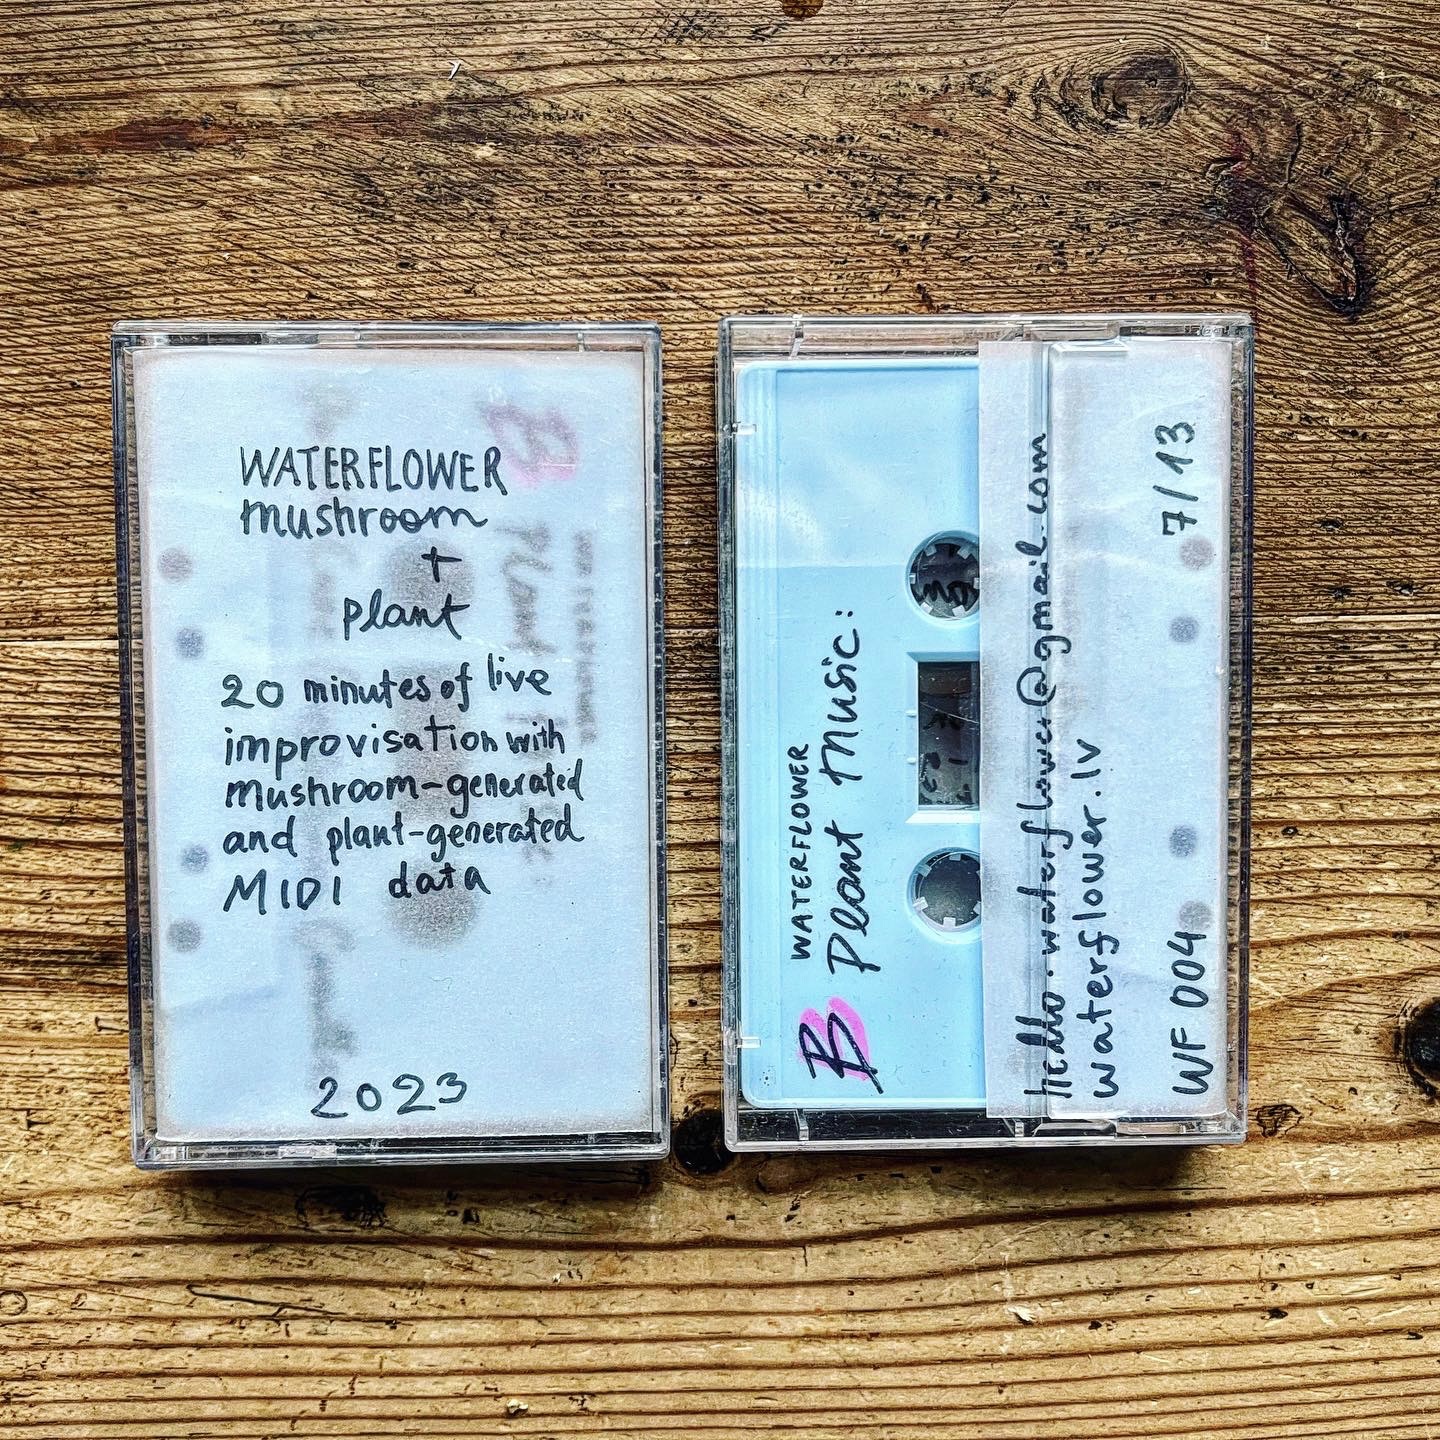 WATERFLOWER
mushroom
+
plant
20 minutes of live
improvisation with
mushroom-generated
and plant-generated
MIDI data
2023
B
WATERFLOWER
Plant Music:
hello.waterflower@gmail.com
waterflower.lv
WF 004
7/13